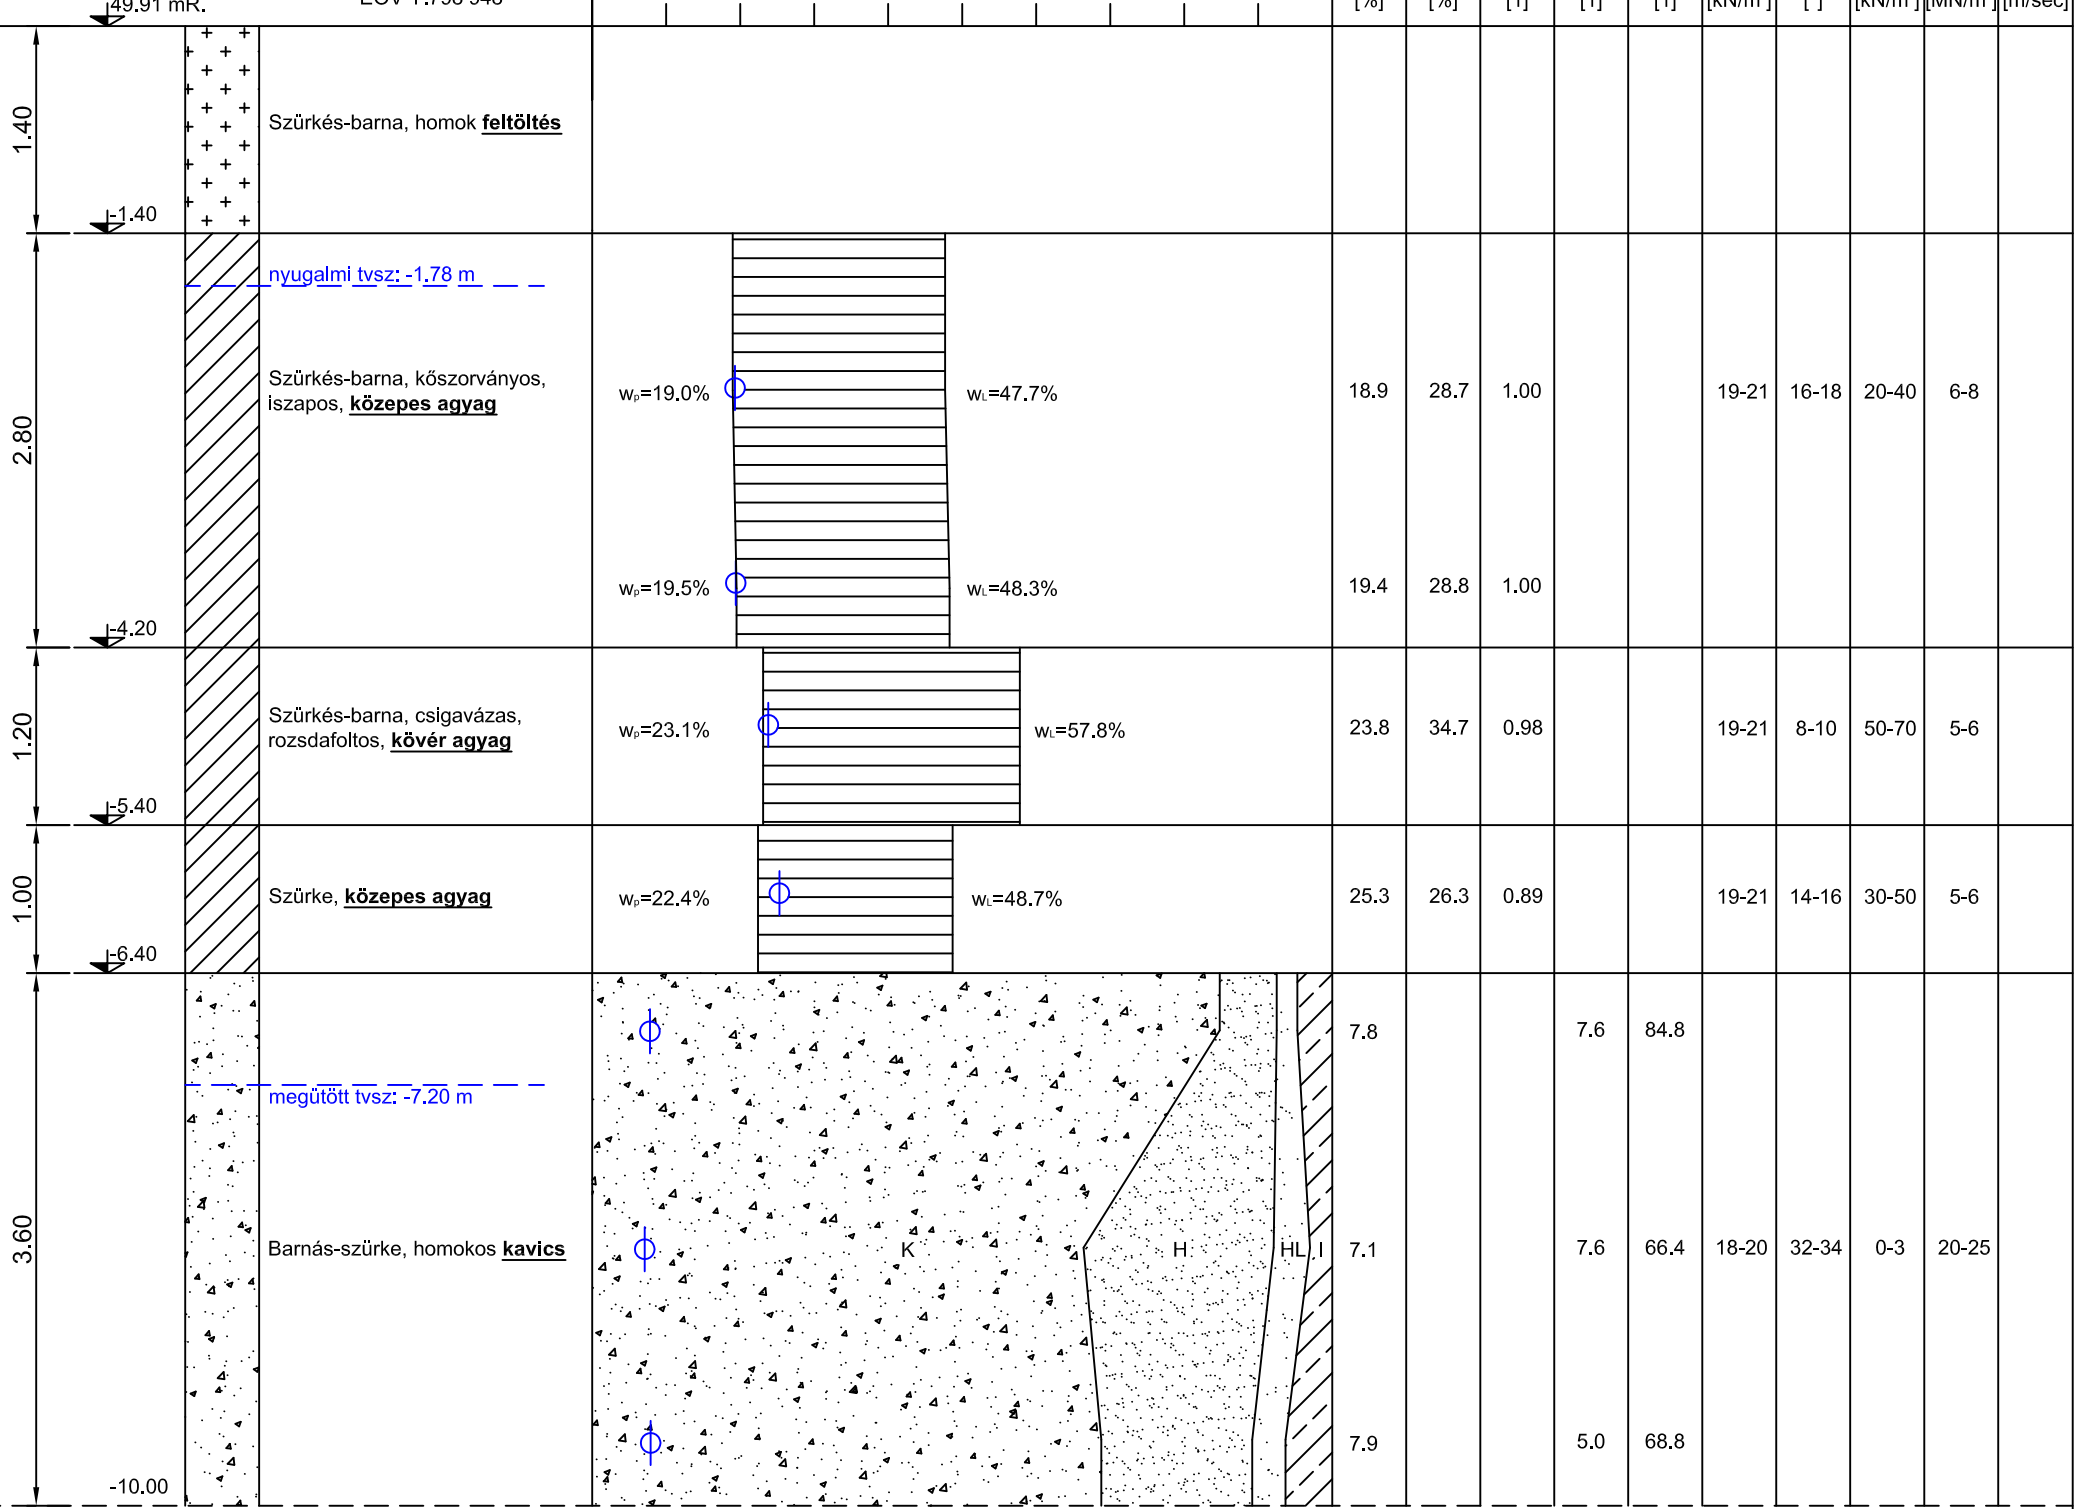 49.91 mR.
[%] [%] [1] [1] [1]
1.40
Szürkés-barna, homok feltöltés
-1.40
nyugalmi tvsz: -1.78 m
2.80
Szürkés-barna, kőszorványos,
iszapos, közepes agyag
wp=19.0% wL=47.7% 18.9 28.7 1.00 19-21 16-18 20-40 6-8
wp=19.5% wL=48.3% 19.4 28.8 1.00
-4.20
1.20
Szürkés-barna, csigavázas,
rozsdafoltos, kövér agyag
wp=23.1% wL=57.8% 23.8 34.7 0.98 19-21 8-10 50-70 5-6
-5.40
1.00
Szürke, közepes agyag wp=22.4% wL=48.7% 25.3 26.3 0.89 19-21 14-16 30-50 5-6
-6.40
7.8 7.6 84.8
megütött tvsz: -7.20 m
3.60
Barnás-szürke, homokos kavics K H HL I 7.1 7.6 66.4 18-20 32-34 0-3 20-25
7.9 5.0 68.8
-10.00